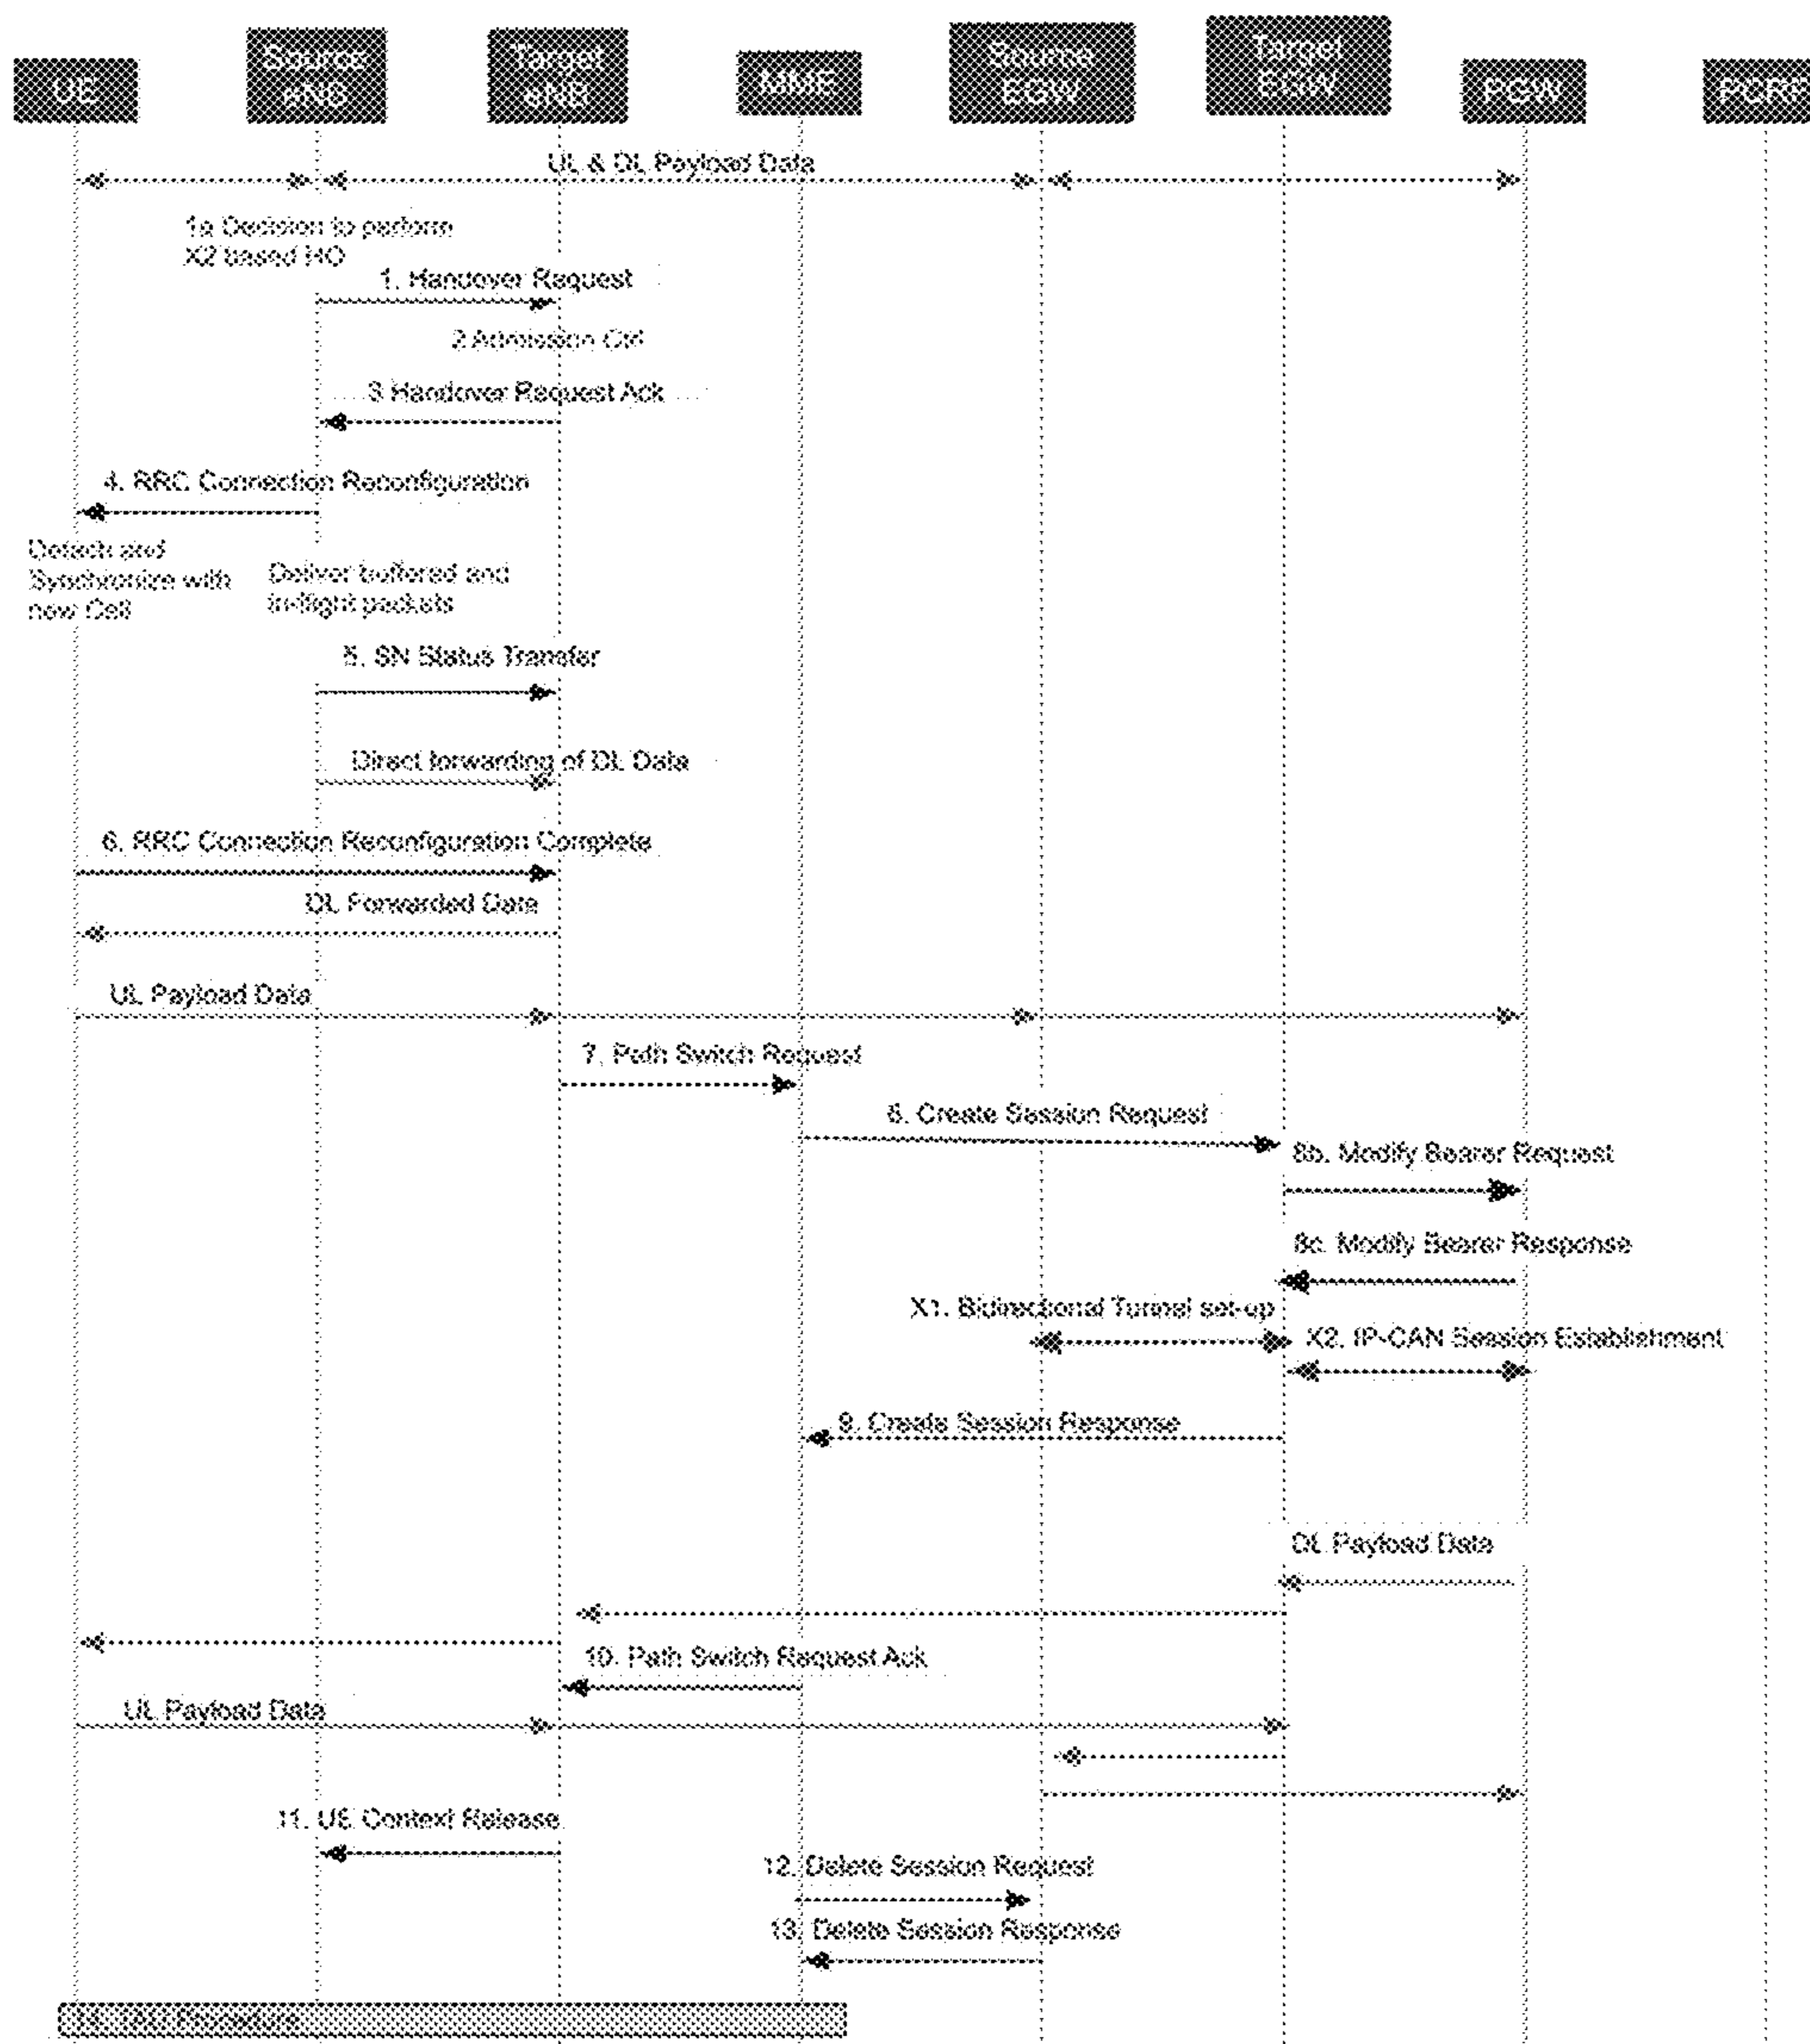 UE
Source
eNB
Target
eNB
MME
Source
EGW
Target
EGW
PGW
PCRF
UL & DL Payload Data
1a Decision to perform
X2 based HO
1. Handover Request
2 Admission Ctrl
3 Handover Request Ack
4. RRC Connection Reconfiguration
Detach and
Synchronize with
new Cell
Deliver buffered and
in-flight packets
5. SN Status Transfer
Direct forwarding of DL Data
6. RRC Connection Reconfiguration Complete
DL Forwarded Data
UL Payload Data
7. Path Switch Request
Create Session Request
8b. Modify Bearer Request
8c. Modify Bearer Response
X1. Bidirectional Tunnel set-up
X2. IP-CAN Session Establishment
9. Create Session Response
DL Payload Data
10. Path Switch Request Ack
UL Payload Data
11. UE Context Release
12. Delete Session Request
13. Delete Session Response
14. TAU Procedure